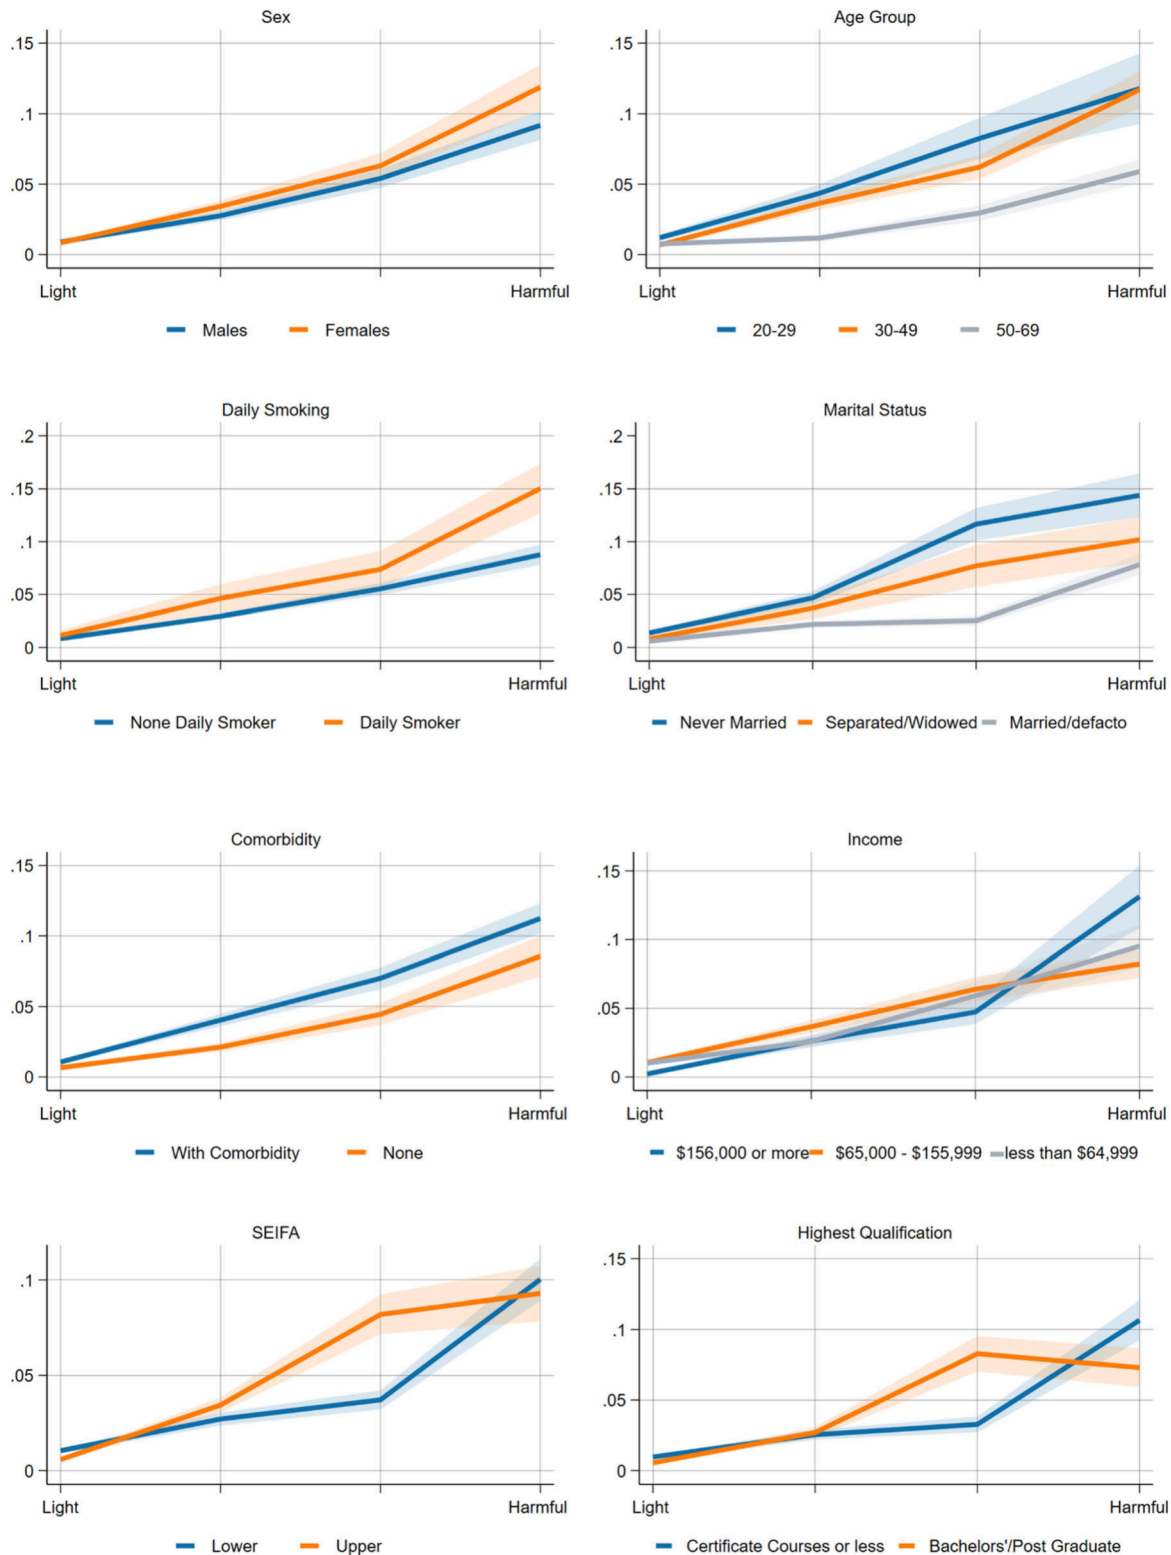 Sex
.15
.1
.05
0
Light Harmful
Males Females
Age Group
.15
.1
.05
0
Light Harmful
20-29 30-49 50-69
Daily Smoking
.2
.15
.1
.05
0
Light Harmful
None Daily Smoker Daily Smoker
Marital Status
.2
.15
.1
.05
0
Light Harmful
Never Married Separated/Widowed Married/defacto
Comorbidity
.15
.1
.05
0
Light Harmful
With Comorbidity None
Income
.15
.1
.05
0
Light Harmful
$156,000 or more $65,000 - $155,999 less than $64,999
SEIFA
.1
.05
0
Light Harmful
Lower Upper
Highest Qualification
.15
.1
.05
0
Light Harmful
Certificate Courses or less Bachelors'/Post Graduate